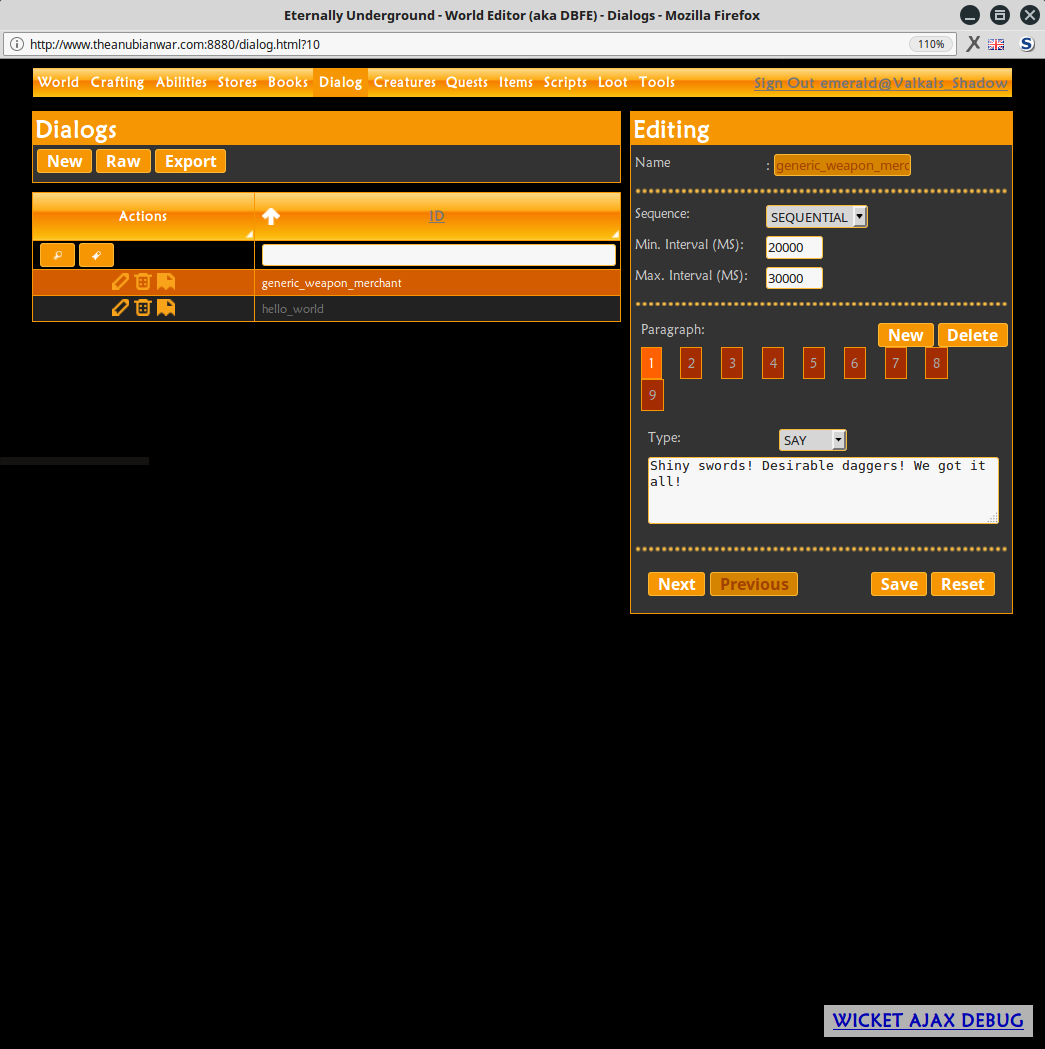 Eternally Underground - World Editor (aka DBFE) - Dialogs - Mozilla Firefox
http://www.theanubianwar.com:8880/dialog.html?10 110%
World Crafting Abilities Stores Books Dialog Creatures Quests Items Scripts Loot Tools Sign Out emerald@Valkals_Shadow
Dialogs
New Raw Export
Actions ID
generic_weapon_merchant
hello_world
Editing
Name : generic_weapon_merc
Sequence: SEQUENTIAL
Min. Interval (MS): 20000
Max. Interval (MS): 30000
Paragraph: New Delete
1 2 3 4 5 6 7 8
9
Type: SAY
Shiny swords! Desirable daggers! We got it
all!
Next Previous Save Reset
WICKET AJAX DEBUG